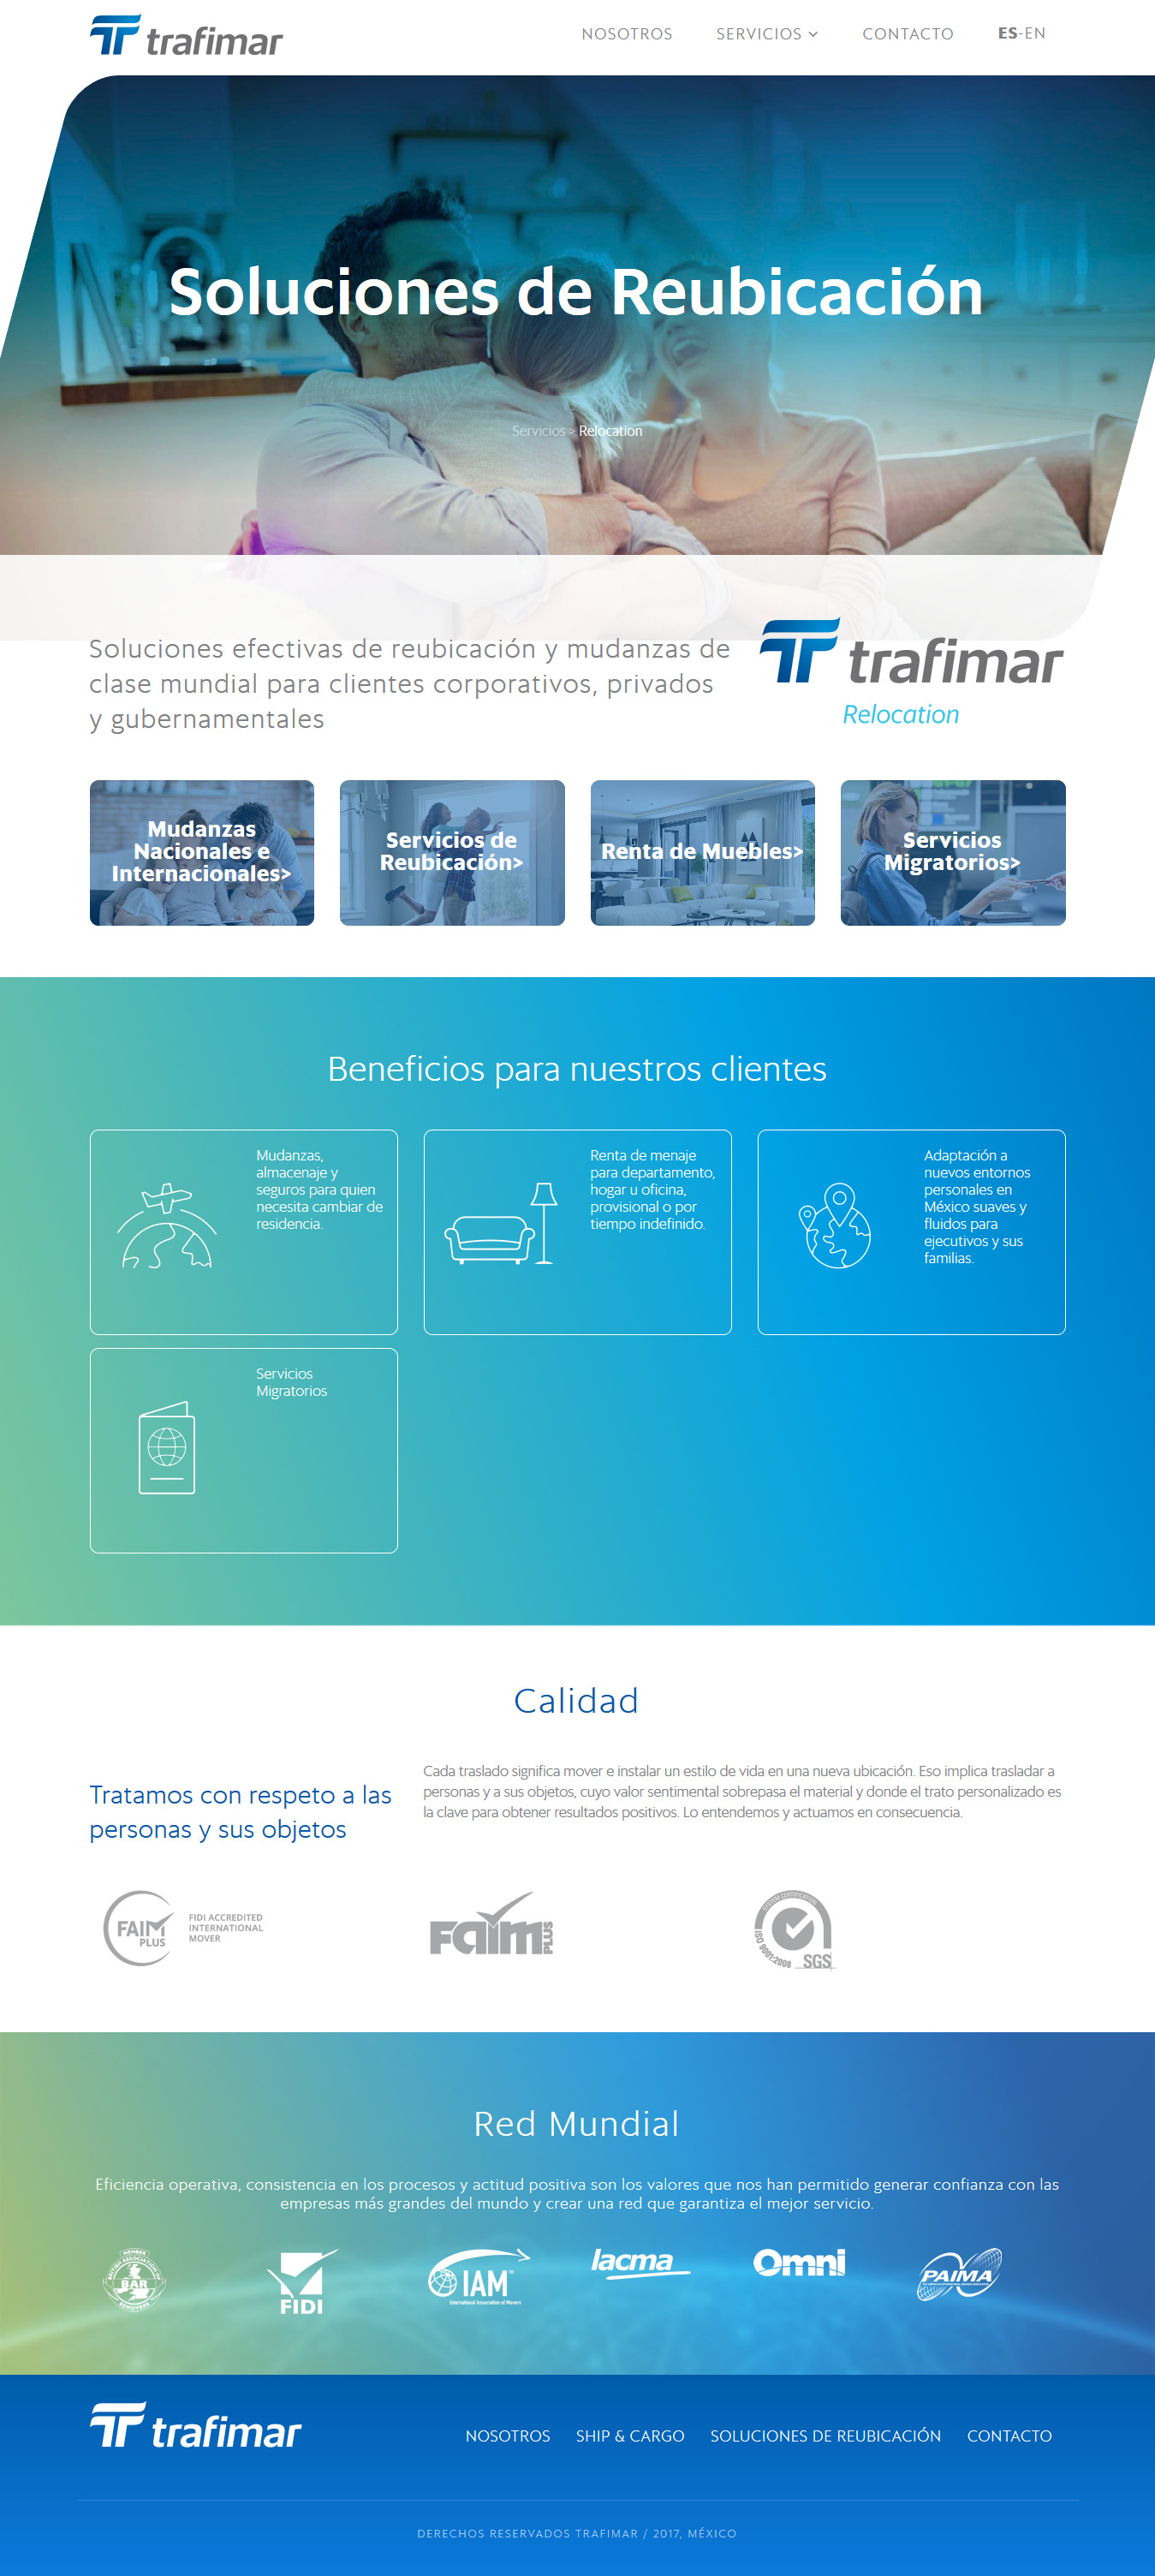 trafimar
NOSOTROS
SERVICIOS
CONTACTO
ES-EN
Soluciones de Reubicación
Servicios > Relocation
Soluciones efectivas de reubicación y mudanzas de
clase mundial para clientes corporativos, privados
y gubernamentales
trafimar
Relocation
Mudanzas
Nacionales e
Internacionales>
Servicios de
Reubicación>
Renta de Muebles>
Servicios
Migratorios>
Beneficios para nuestros clientes
Mudanzas,
almacenaje y
seguros para quien
necesita cambiar de
residencia.
Renta de menaje
para departamento,
hogar u oficina,
provisional o por
tiempo indefinido.
Adaptación a
nuevos entornos
personales en
México suaves y
fluidos para
ejecutivos y sus
familias.
Servicios
Migratorios
Calidad
Tratamos con respeto a las
personas y sus objetos
Cada traslado significa mover e instalar un estilo de vida en una nueva ubicación. Eso implica trasladar a
personas y a sus objetos, cuyo valor sentimental sobrepasa el material y donde el trato personalizado es
la clave para obtener resultados positivos. Lo entendemos y actuamos en consecuencia.
FAIM
PLUS
FIDI ACCREDITED
INTERNATIONAL
MOVER
Faim
PLUS
SYSTEM CERTIFICATION
ISO 9001:2008
SGS
Red Mundial
Eficiencia operativa, consistencia en los procesos y actitud positiva son los valores que nos han permitido generar confianza con las
empresas más grandes del mundo y crear una red que garantiza el mejor servicio.
MEMBER
BRITISH ASSOCIATION OF
BAR
REMOVERS
FIDI
IAM
International Association of Movers
lacma
Omni
PAIMA
trafimar
NOSOTROS
SHIP & CARGO
SOLUCIONES DE REUBICACIÓN
CONTACTO
DERECHOS RESERVADOS TRAFIMAR / 2017, MÉXICO